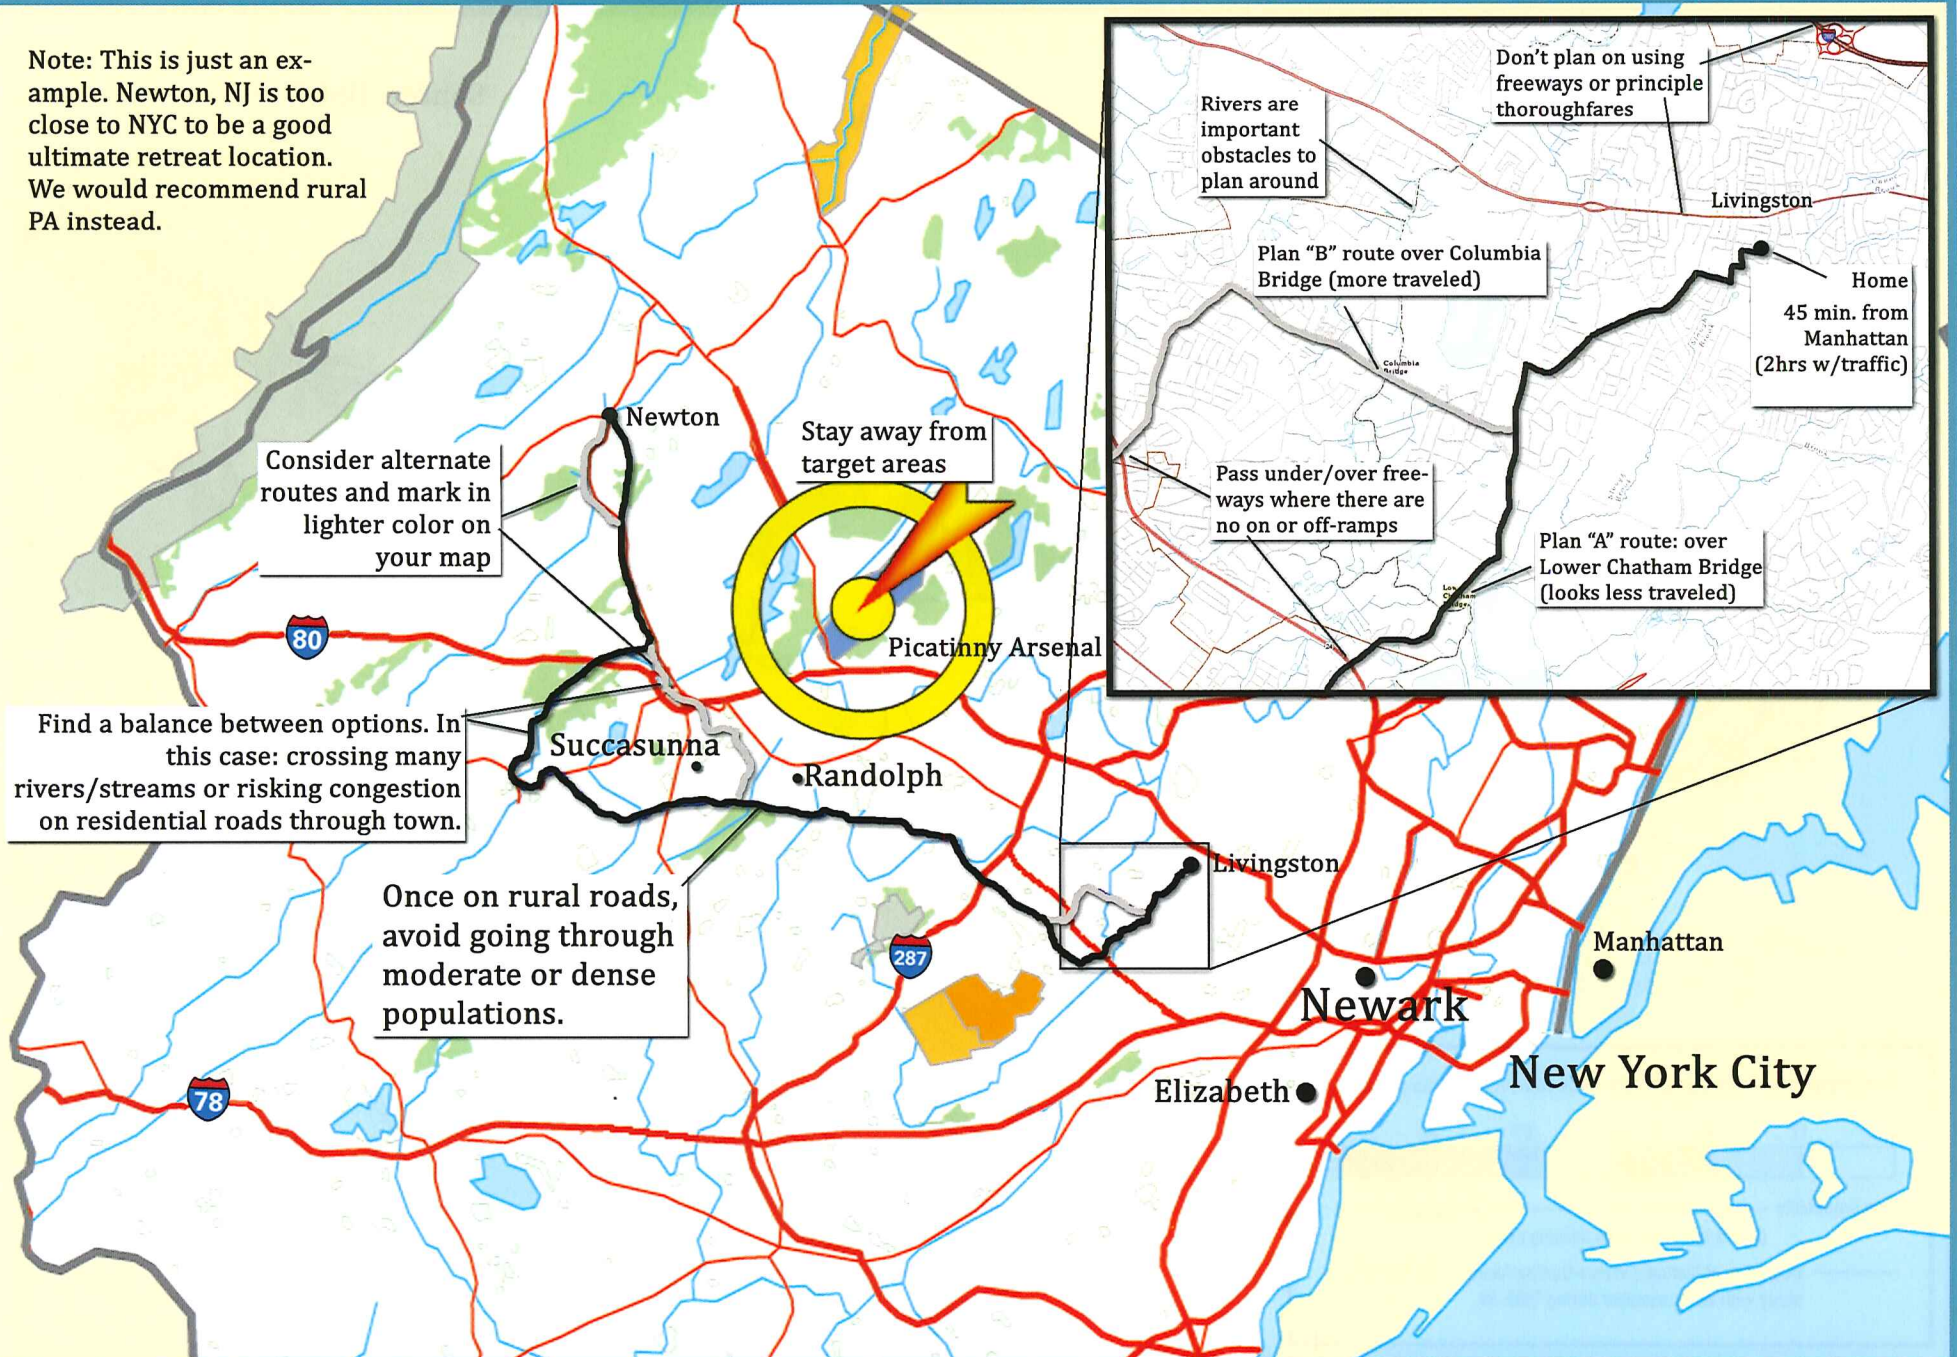 Note: This is just an ex-
ample. Newton, NJ is too
close to NYC to be a good
ultimate retreat location.
We would recommend rural
PA instead.
Don't plan on using
freeways or principle
thoroughfares
Rivers are
important
obstacles to
plan around
Livingston
Plan “B” route over Columbia
Bridge (more traveled)
Home
45 min. from
Manhattan
(2hrs w/traffic)
Columbia
Bridge
Pass under/over free-
ways where there are
no on or off-ramps
Plan “A” route: over
Lower Chatham Bridge
(looks less traveled)
Newton
Stay away from
target areas
Consider alternate
routes and mark in
lighter color on
your map
80
Picatinny Arsenal
Find a balance between options. In
this case: crossing many
rivers/streams or risking congestion
on residential roads through town.
Succasunna
Randolph
Livingston
Once on rural roads,
avoid going through
moderate or dense
populations.
287
Manhattan
Newark
New York City
Elizabeth
78